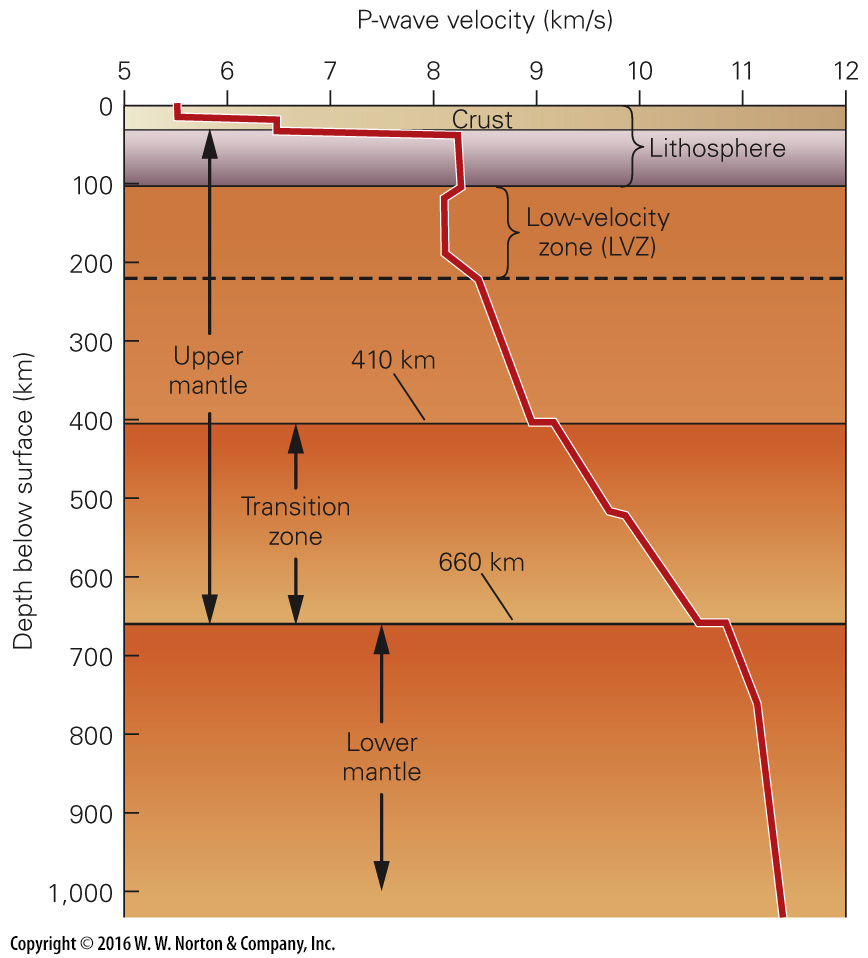 P-wave velocity (km/s)
5 6 7 8 9 10 11 12
0
Crust
Lithosphere
100
Low-velocity
zone (LVZ)
200
300
Upper
mantle
410 km
400
Transition
zone
500
660 km
600
700
Lower
mantle
800
900
1,000
Depth below surface (km)
Copyright © 2016 W. W. Norton & Company, Inc.